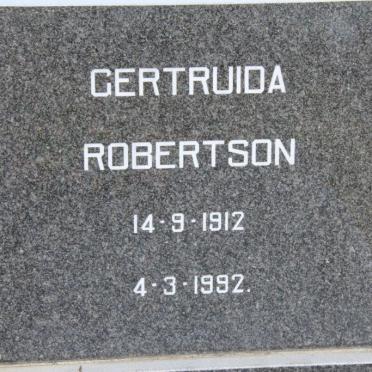 GERTRUIDA
ROBERTSON
14-9-1912
4-3-1992.